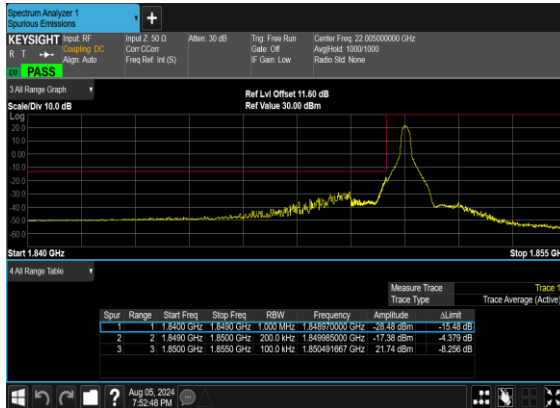 Spectrum Analyzer 1
Spurious Emissions
+
KEYSIGHT Input: RF Input Z: 50 Ω Atten: 30 dB Trig: Free Run Center Freq: 22.005000000 GHz
R T Coupling: DC Corr CCorr Gate: Off Avg|Hold: 1000/1000
Align: Auto Freq Ref: Int (S) IF Gain: Low Radio Std: None
PASS
3 All Range Graph
Ref Lvl Offset 11.60 dB
Scale/Div 10.0 dB Ref Value 30.00 dBm
Log
20.0
10.0
0.00
-10.0
-20.0
-30.0
-40.0
-50.0
-60.0
Start 1.840 GHz Stop 1.855 GH
4 All Range Table
Measure Trace Trace 1
Trace Type Trace Average (Active)
Spur Range Start Freq Stop Freq RBW Frequency Amplitude ΔLimit
1 1 1.8400 GHz 1.8490 GHz 1.000 MHz 1.848970000 GHz -28.48 dBm -15.48 dB
2 2 1.8490 GHz 1.8500 GHz 200.0 kHz 1.849985000 GHz -17.38 dBm -4.379 dB
3 3 1.8500 GHz 1.8550 GHz 100.0 kHz 1.850491667 GHz 21.74 dBm -8.256 dB
? Aug 05, 2024
7:52:48 PM